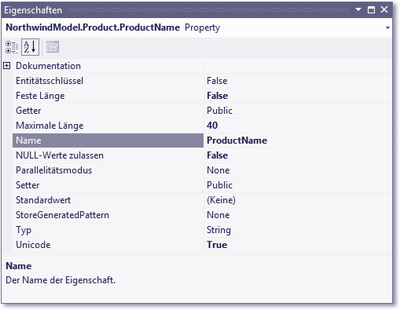 Eigenschaften
NorthwindModel.Product.ProductName Property
Dokumentation
Entitätsschlüssel False
Feste Länge False
Getter Public
Maximale Länge 40
Name ProductName
NULL-Werte zulassen False
Parallelitätsmodus None
Setter Public
Standardwert (Keine)
StoreGeneratedPattern None
Typ String
Unicode True
Name
Der Name der Eigenschaft.